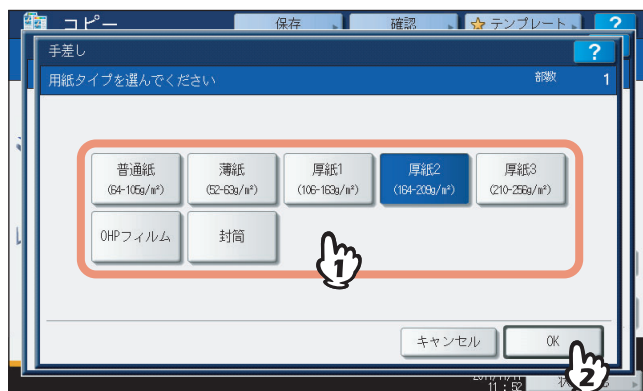 コピー 保存 確認 テンプレート ?
手差し ?
用紙タイプを選んでください 部数 1
普通紙 薄紙 厚紙1 厚紙2 厚紙3
(64-105g/m²) (52-63g/m²) (106-163g/m²) (164-209g/m²) (210-256g/m²)
OHPフィルム 封筒
1
キャンセル OK
2
11:52